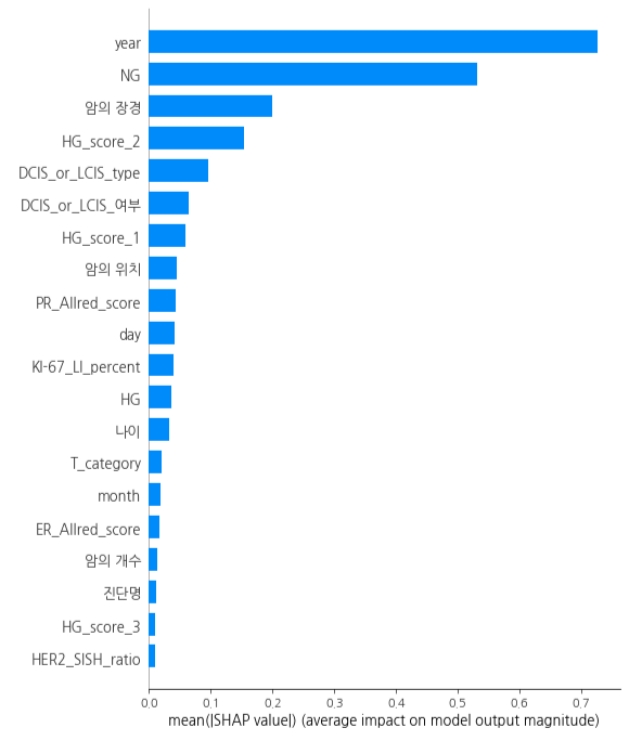 year
NG
암의 장경
HG_score_2
DCIS_or_LCIS_type
DCIS_or_LCIS_여부
HG_score_1
암의 위치
PR_Allred_score
day
KI-67_LI_percent
HG
나이
T_category
month
ER_Allred_score
암의 개수
진단명
HG_score_3
HER2_SISH_ratio
0.0 0.1 0.2 0.3 0.4 0.5 0.6 0.7
mean(|SHAP value|) (average impact on model output magnitude)